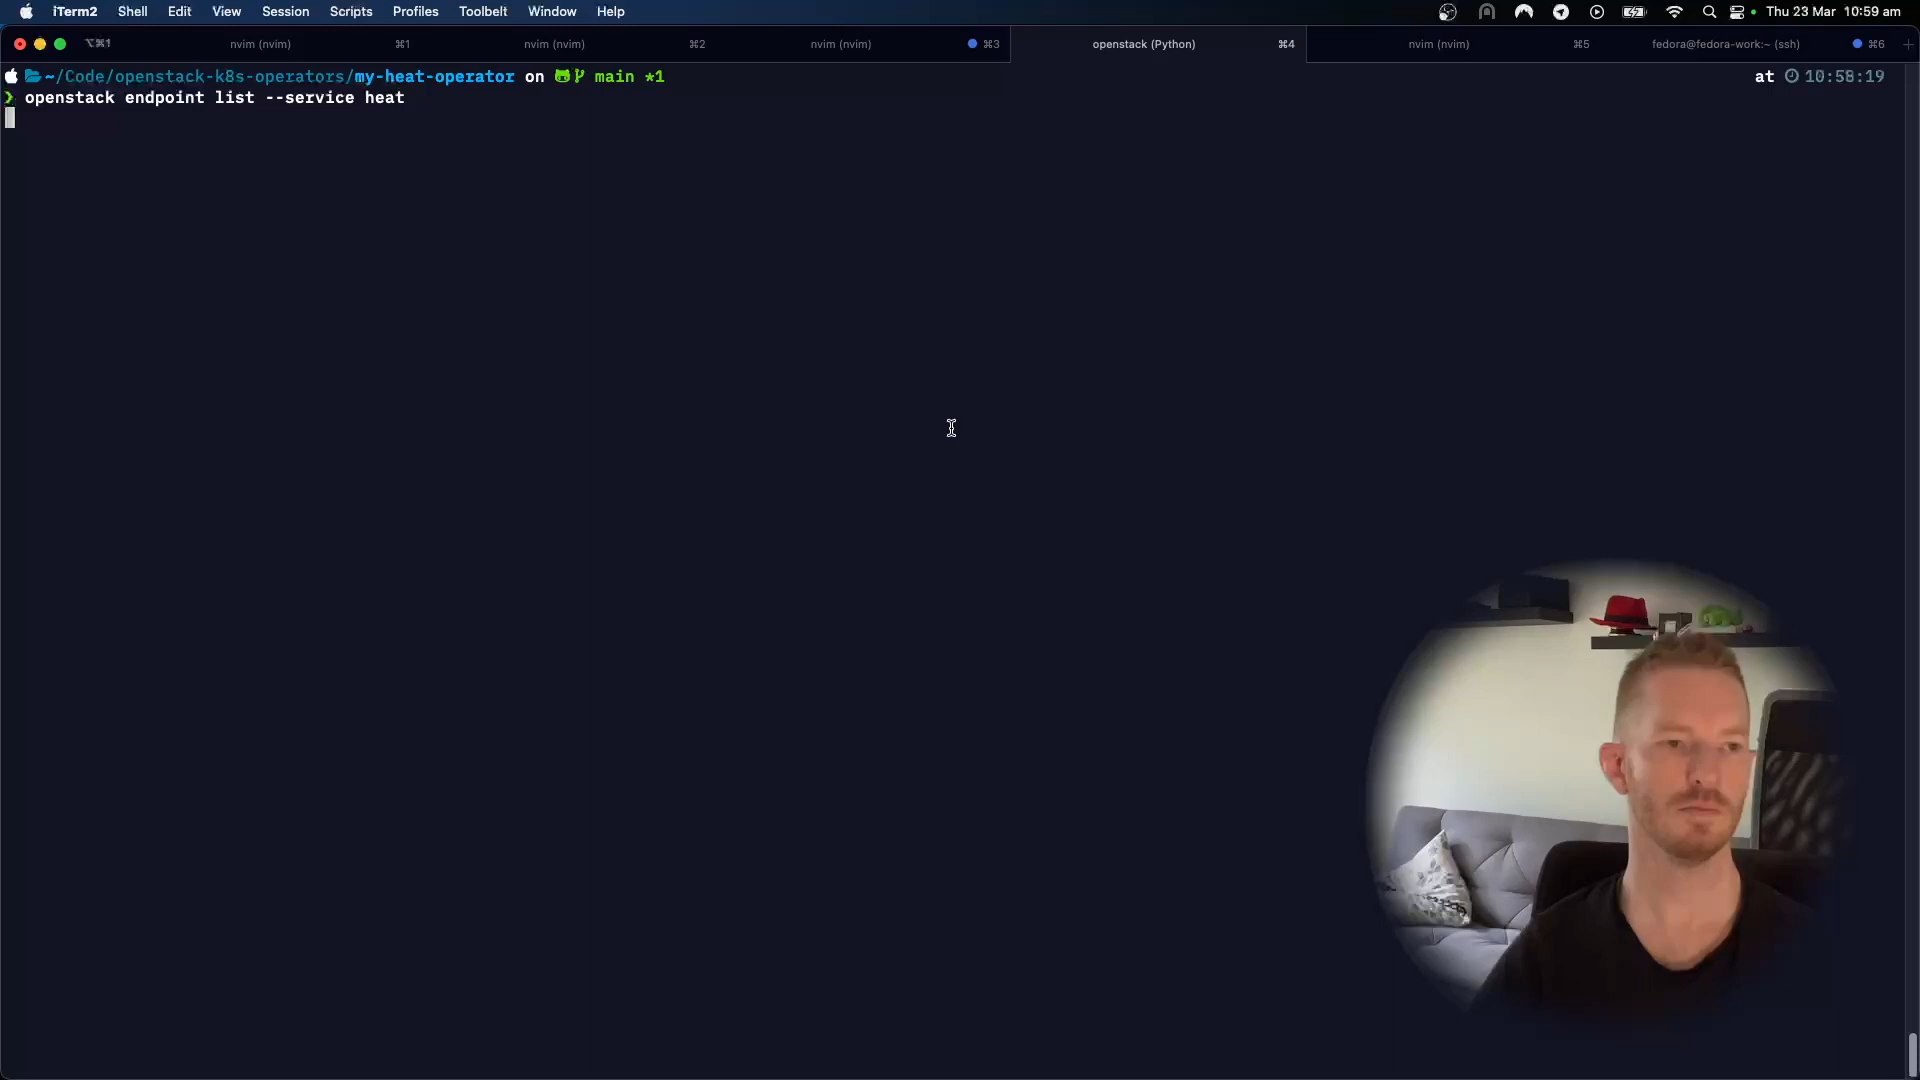 iTerm2 Shell Edit View Session Scripts Profiles Toolbelt Window Help Thu 23 Mar 10:59 am
⌥⌘1 nvim (nvim) ⌘1 nvim (nvim) ⌘2 nvim (nvim) ⌘3 openstack (Python) ⌘4 nvim (nvim) ⌘5 fedora@fedora-work:~ (ssh) ⌘6
~/Code/openstack-k8s-operators/my-heat-operator on main *1 at 10:58:19
❯ openstack endpoint list --service heat